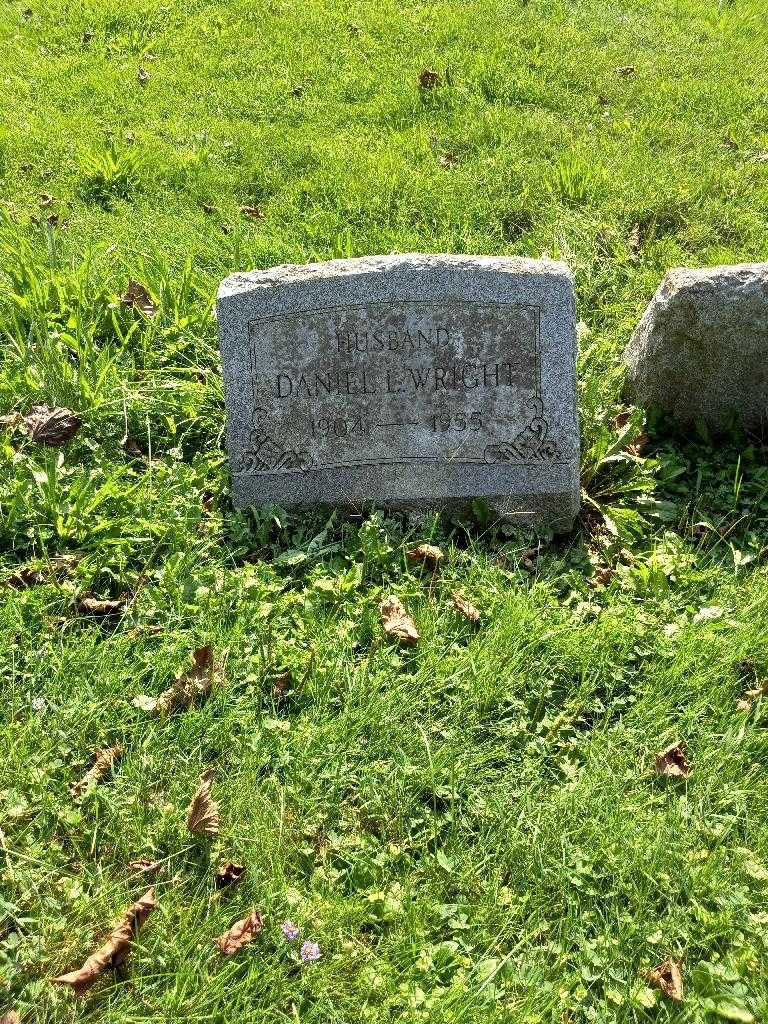 HUSBAND
DANIEL L. WRIGHT
1904 — 1955